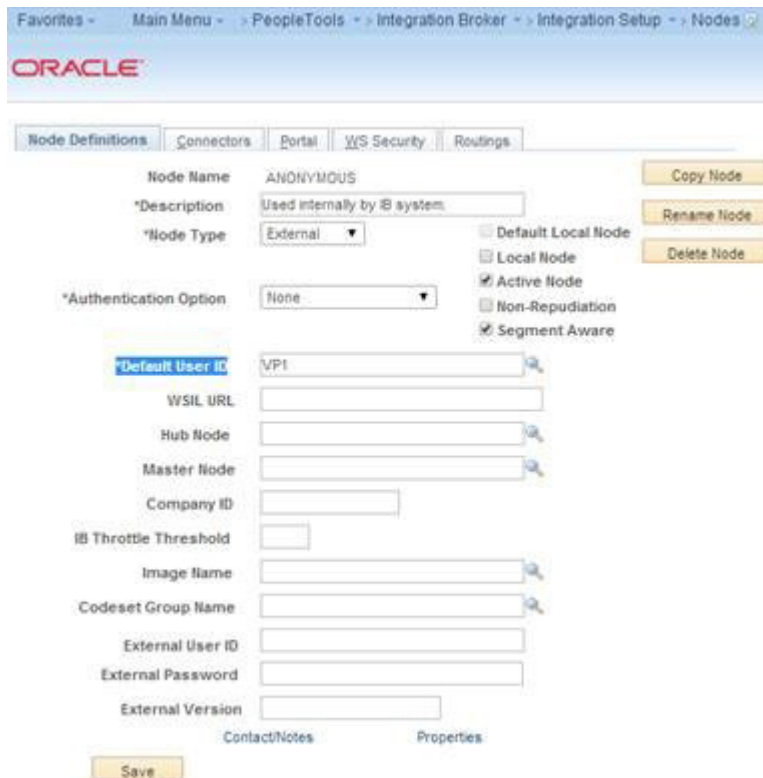 Favorites Main Menu > PeopleTools > Integration Broker > Integration Setup > Nodes
ORACLE
Node Definitions Connectors Portal WS Security Routings
Node Name ANONYMOUS Copy Node
*Description Used internally by IB system. Rename Node
*Node Type External Default Local Node
Local Node Delete Node
Active Node
*Authentication Option None Non-Repudiation
Segment Aware
*Default User ID VP1
WSIL URL
Hub Node
Master Node
Company ID
IB Throttle Threshold
Image Name
Codeset Group Name
External User ID
External Password
External Version
Contact/Notes Properties
Save